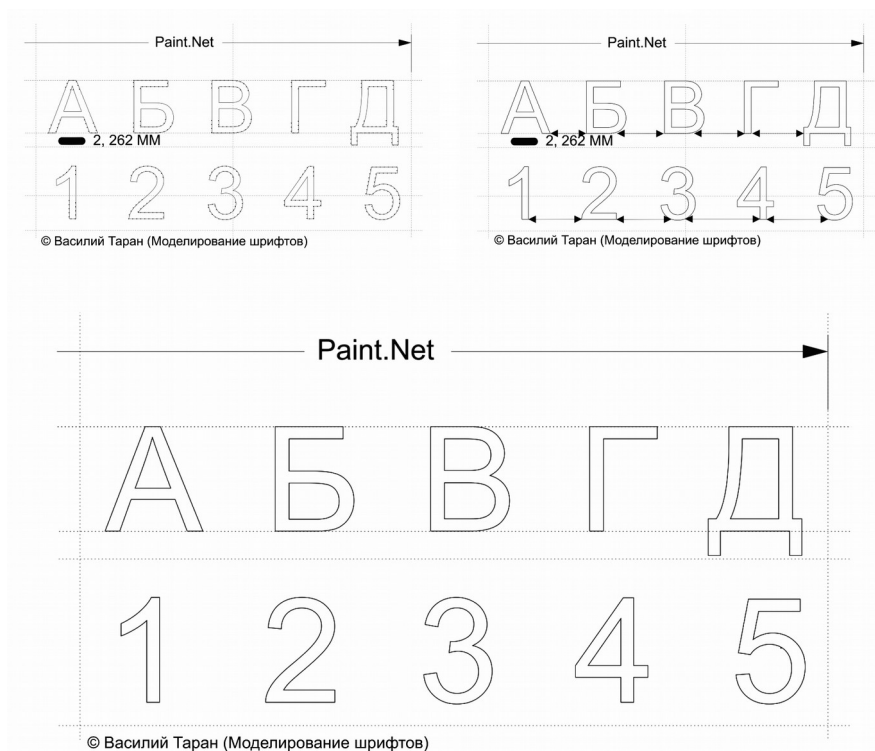 Paint.Net
А Б В Г Д
2, 262 ММ
1 2 3 4 5
© Василий Таран (Моделирование шрифтов)
Paint.Net
А Б В Г Д
2, 262 ММ
1 2 3 4 5
© Василий Таран (Моделирование шрифтов)
Paint.Net
А Б В Г Д
1 2 3 4 5
© Василий Таран (Моделирование шрифтов)